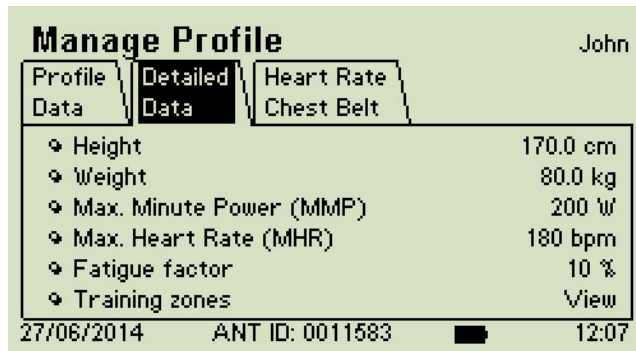 Manage Profile John
Profile Data
Detailed Data
Heart Rate Chest Belt
Height 170.0 cm
Weight 80.0 kg
Max. Minute Power (MMP) 200 W
Max. Heart Rate (MHR) 180 bpm
Fatigue factor 10 %
Training zones View
27/06/2014 ANT ID: 0011583 12:07